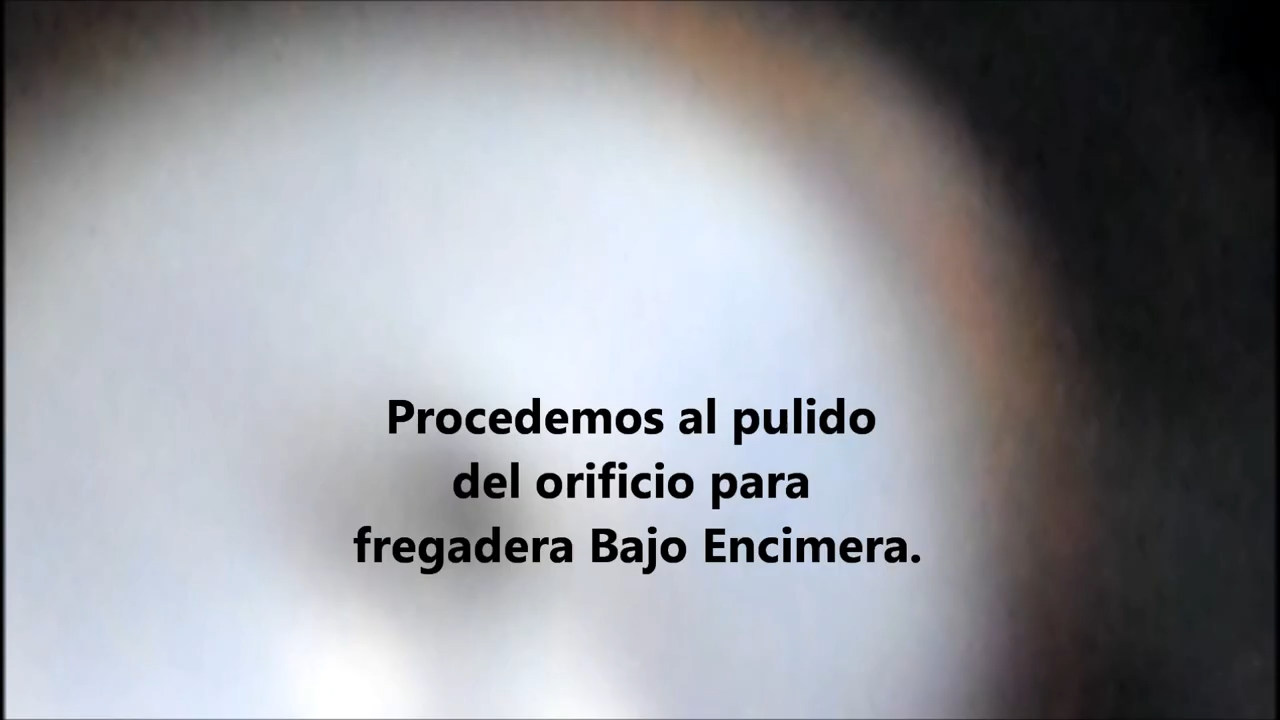 Procedemos al pulido
del orificio para
fregadera Bajo Encimera.